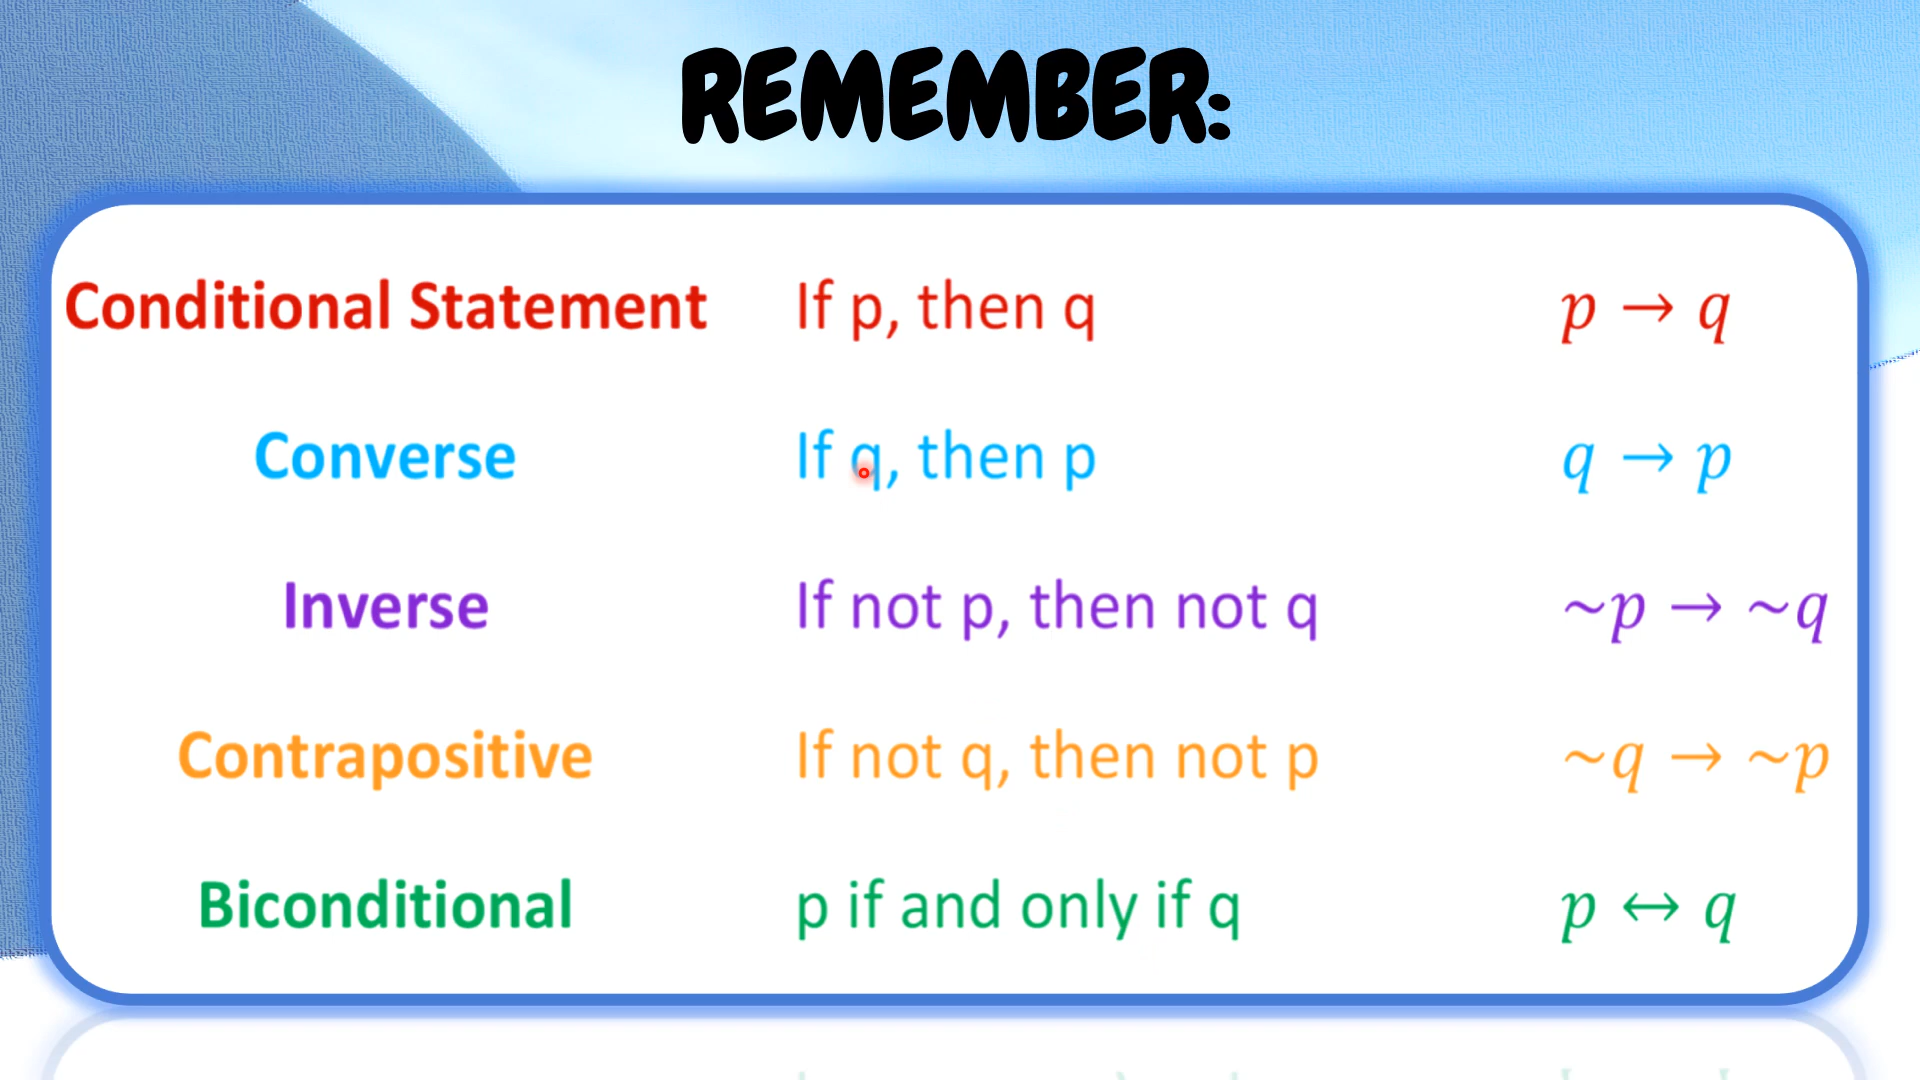 REMEMBER:
Conditional Statement If p, then q p → q
Converse If q, then p q → p
Inverse If not p, then not q ~p → ~q
Contrapositive If not q, then not p ~q → ~p
Biconditional p if and only if q p ↔ q